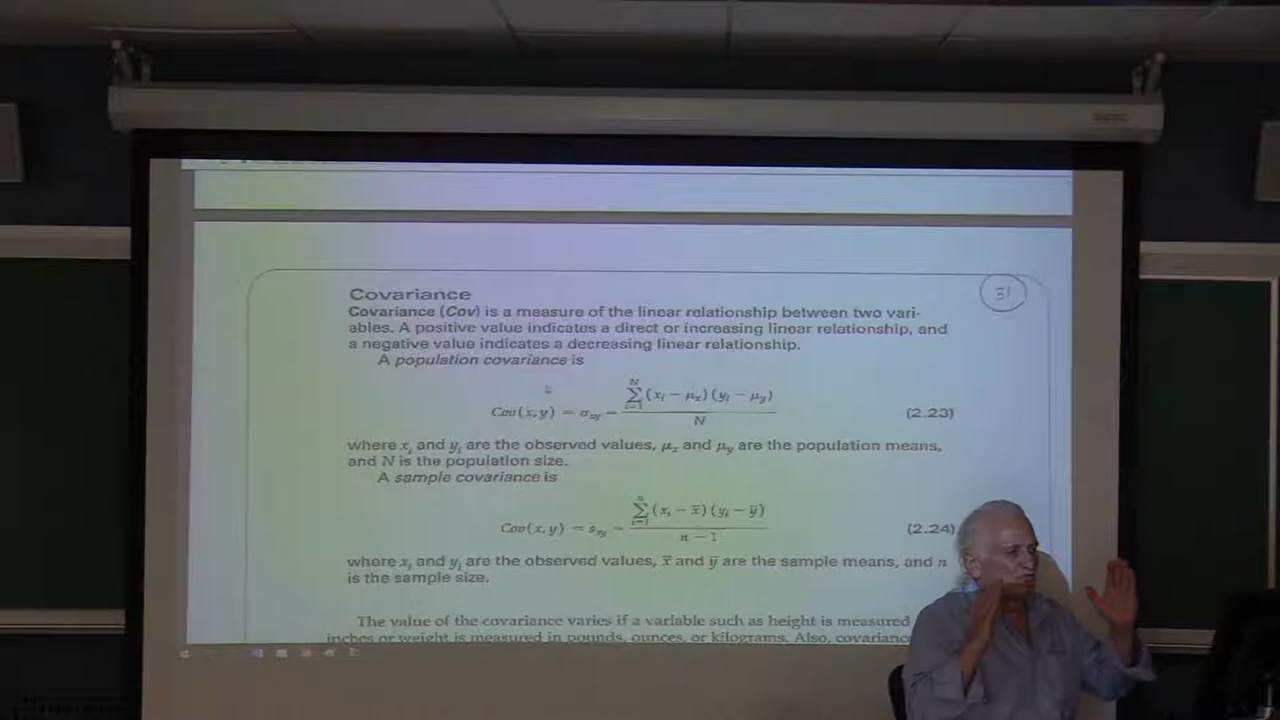 Covariance
31
Covariance (Cov) is a measure of the linear relationship between two vari-
ables. A positive value indicates a direct or increasing linear relationship, and
a negative value indicates a decreasing linear relationship.
A population covariance is
Cov(x, y) = σxy = ∑i=1N (xi − μx)(yi − μy) / N (2.23)
where xi and yi are the observed values, μx and μy are the population means,
and N is the population size.
A sample covariance is
Cov(x, y) = sxy = ∑i=1n (xi − x̄)(yi − ȳ) / n − 1 (2.24)
where xi and yi are the observed values, x̄ and ȳ are the sample means, and n
is the sample size.
The value of the covariance varies if a variable such as height is measured
inches or weight is measured in pounds, ounces, or kilograms. Also, covariance